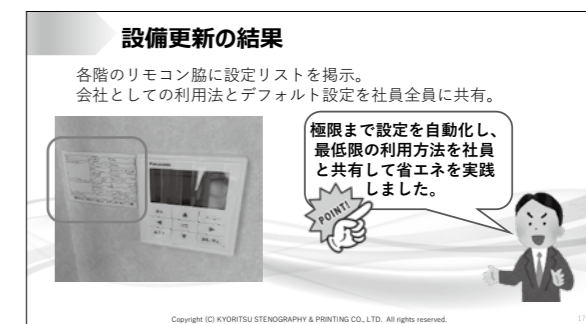 設備更新の結果
各階のリモコン脇に設定リストを掲示。
会社としての利用法とデフォルト設定を社員全員に共有。
極限まで設定を自動化し、
最低限の利用方法を社員
と共有して省エネを実践
しました。
POINT!
Panasonic
Copyright (C) KYORITSU STENOGRAPHY & PRINTING CO., LTD. All rights reserved.
17